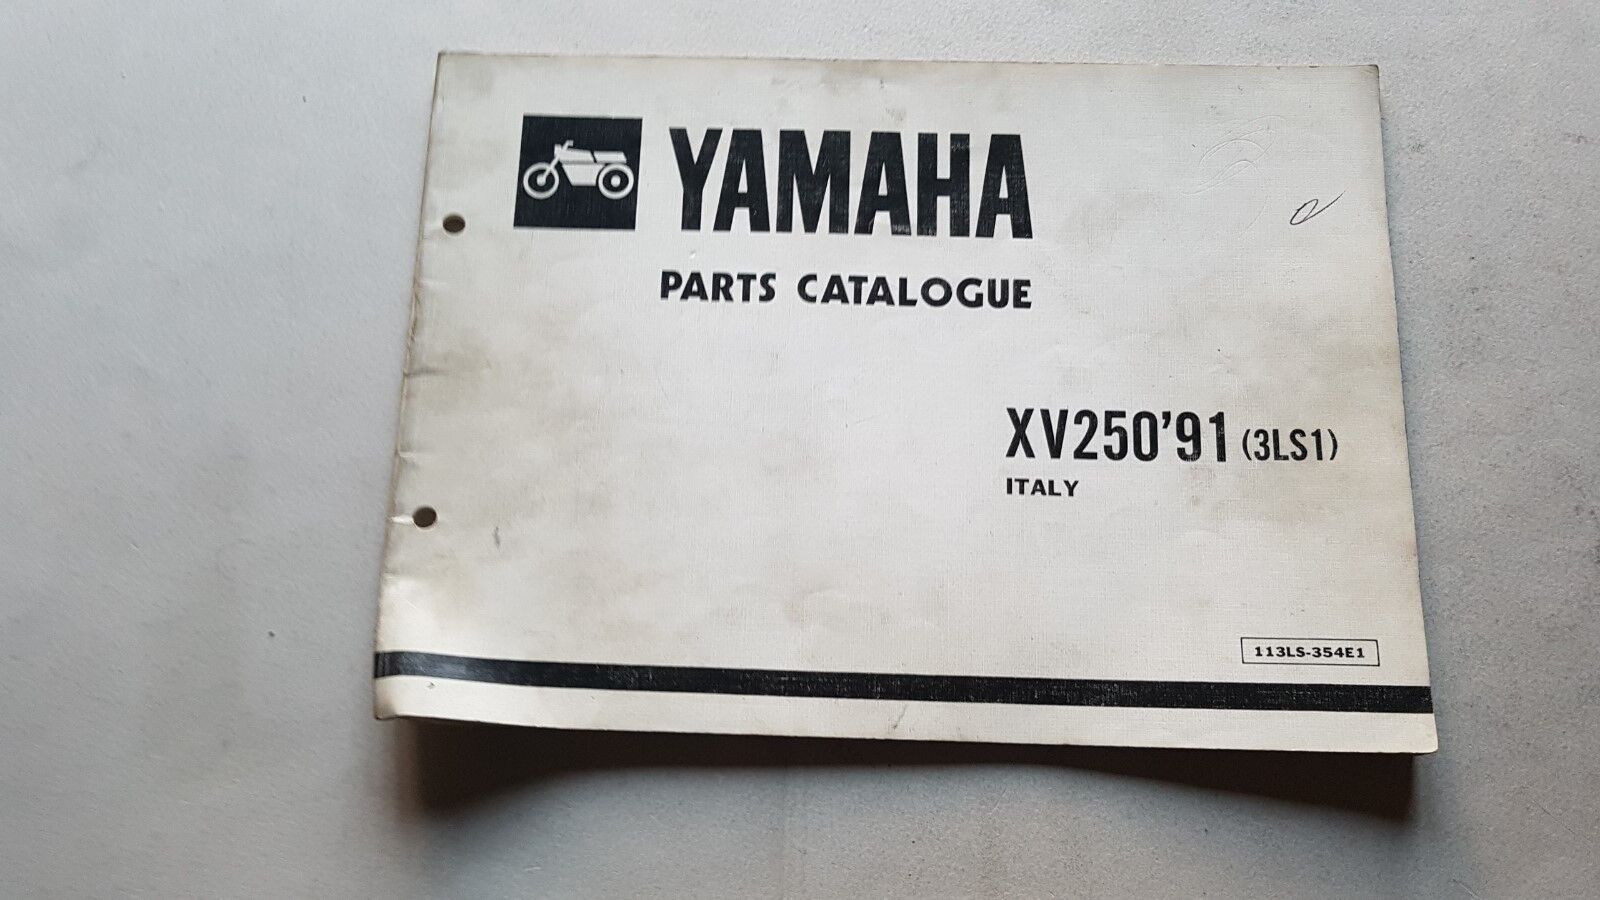 YAMAHA
PARTS CATALOGUE
XV250'91 (3LS1)
ITALY
113LS-354E1